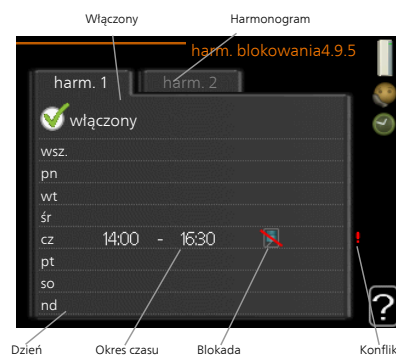 Włączony Harmonogram
harm. blokowania4.9.5
harm. 1 harm. 2
włączony
wsz.
pn
wt
śr
cz 14:00 - 16:30 !
pt
so
nd
?
Dzień Okres czasu Blokada Konflik